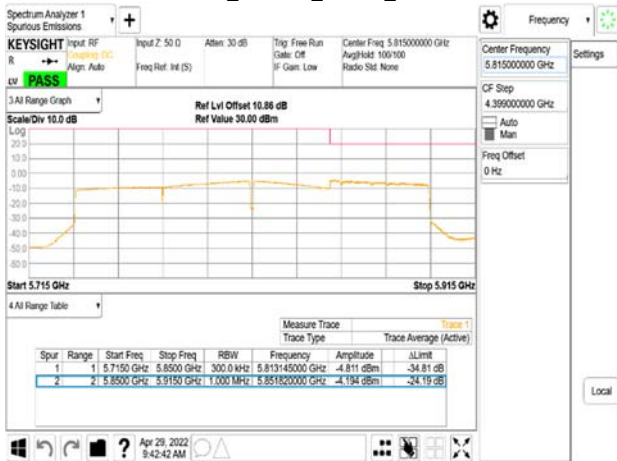 Spectrum Analyzer 1
Spurious Emissions
+
Frequency
KEYSIGHT
Input: RF
Coupling: DC
Align: Auto
Input Z: 50 Ω
Freq Ref: Int (S)
Atten: 30 dB
Trig: Free Run
Gate: Off
IF Gain: Low
Center Freq: 5.815000000 GHz
Avg|Hold: 100/100
Radio Std: None
R
LV PASS
Center Frequency
5.815000000 GHz
Settings
CF Step
4.399000000 GHz
Auto
Man
Freq Offset
0 Hz
3 All Range Graph
Ref Lvl Offset 10.86 dB
Scale/Div 10.0 dB
Ref Value 30.00 dBm
Log
20.0
10.0
0.00
-10.0
-20.0
-30.0
-40.0
-50.0
-60.0
Start 5.715 GHz
Stop 5.915 GHz
4 All Range Table
Measure Trace Trace 1
Trace Type Trace Average (Active)
Spur Range Start Freq Stop Freq RBW Frequency Amplitude ΔLimit
1 1 5.7150 GHz 5.8500 GHz 300.0 kHz 5.813145000 GHz -4.811 dBm -34.81 dB
2 2 5.8500 GHz 5.9150 GHz 1.000 MHz 5.851820000 GHz -4.194 dBm -24.19 dB
Local
?
Apr 29, 2022
9:42:42 AM